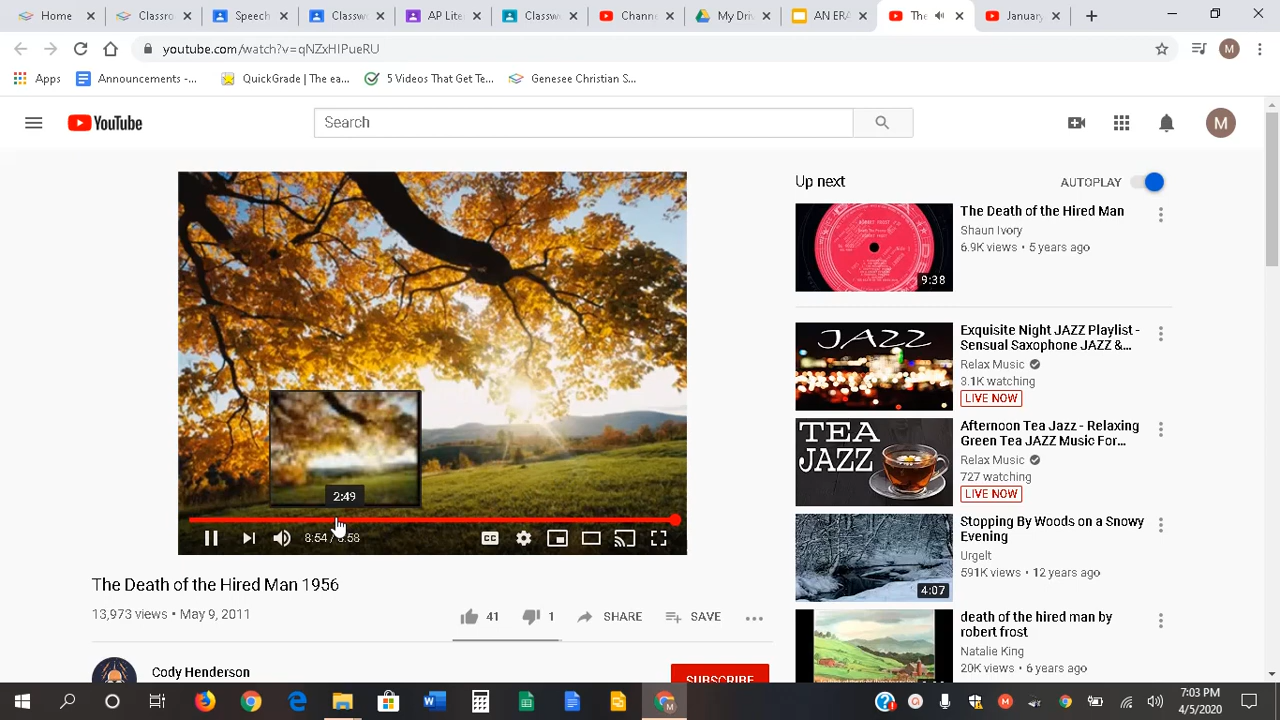 Home
Classro
Speech
Classw
AP Lite
Classw
Channe
My Driv
AN ERA
The
January
youtube.com/watch?v=qNZxHIPueRU
M
Apps
Announcements -...
QuickGrade | The ea...
5 Videos That Get Te...
Genesee Christian S...
YouTube
Search
M
Up next
AUTOPLAY
The Death of the Hired Man
Shaun Ivory
6.9K views • 5 years ago
9:38
JAZZ
Exquisite Night JAZZ Playlist -
Sensual Saxophone JAZZ &...
Relax Music
3.1K watching
LIVE NOW
TEA
JAZZ
Afternoon Tea Jazz - Relaxing
Green Tea JAZZ Music For...
Relax Music
727 watching
LIVE NOW
2:49
CC
8:54 / 8:58
Stopping By Woods on a Snowy
Evening
Urgelt
591K views • 12 years ago
4:07
The Death of the Hired Man 1956
13,973 views • May 9, 2011
41
1
SHARE
SAVE
death of the hired man by
robert frost
Natalie King
20K views • 6 years ago
Cody Henderson
SUBSCRIBE
7:03 PM
4/5/2020